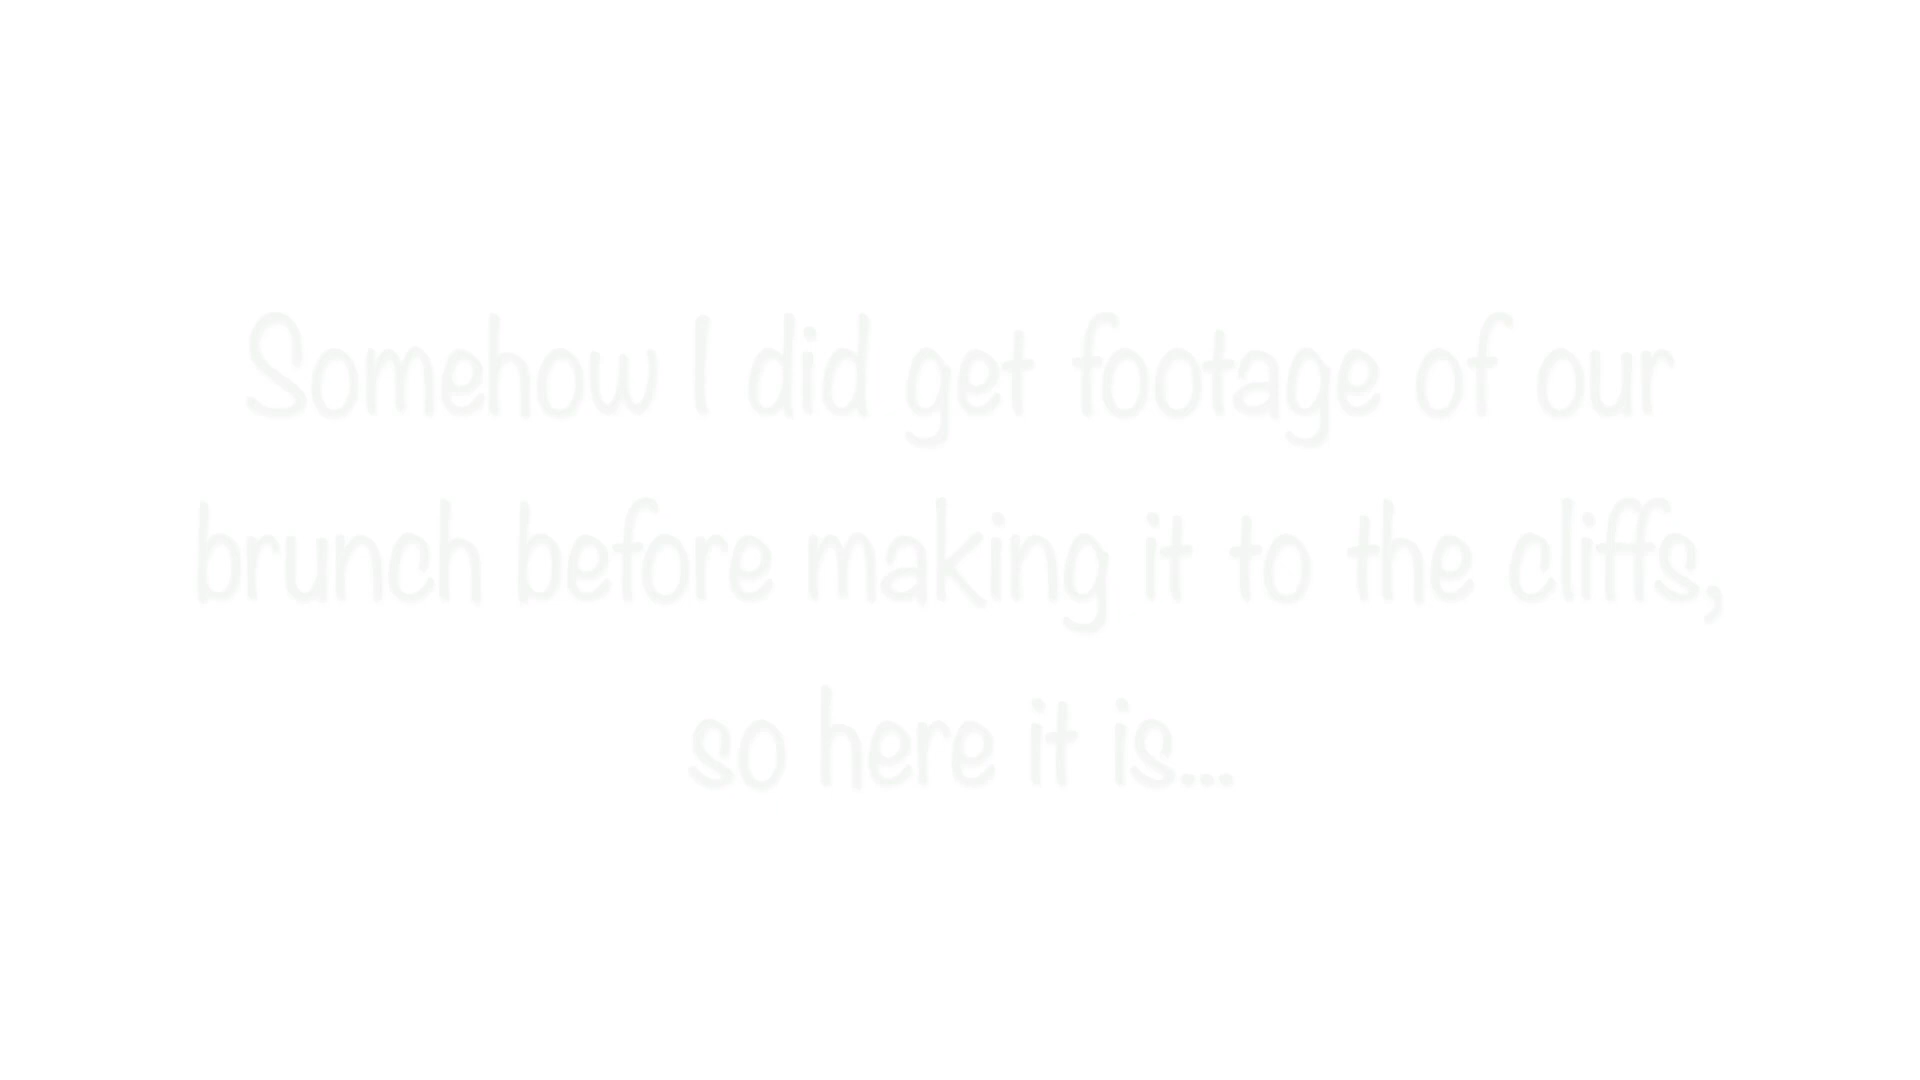 Somehow I did get footage of our
brunch before making it to the cliffs,
so here it is...